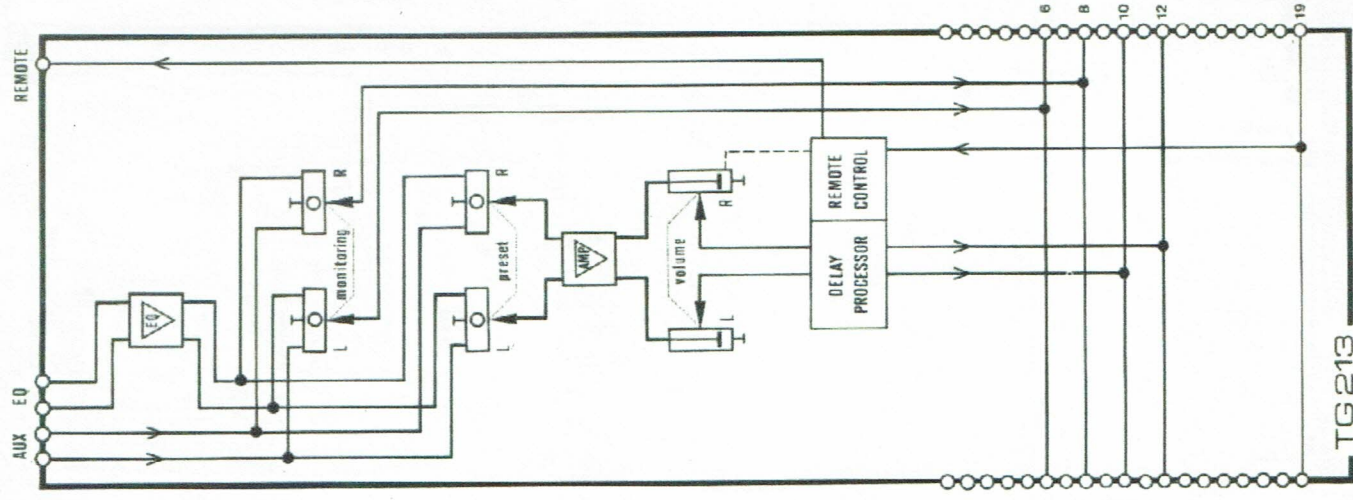 REMOTE
EQ
AUX
EQ
R
monitoring
L
R
preset
L
AMP
R
volume
L
REMOTE
CONTROL
DELAY
PROCESSOR
6
8
10
12
19
TG213